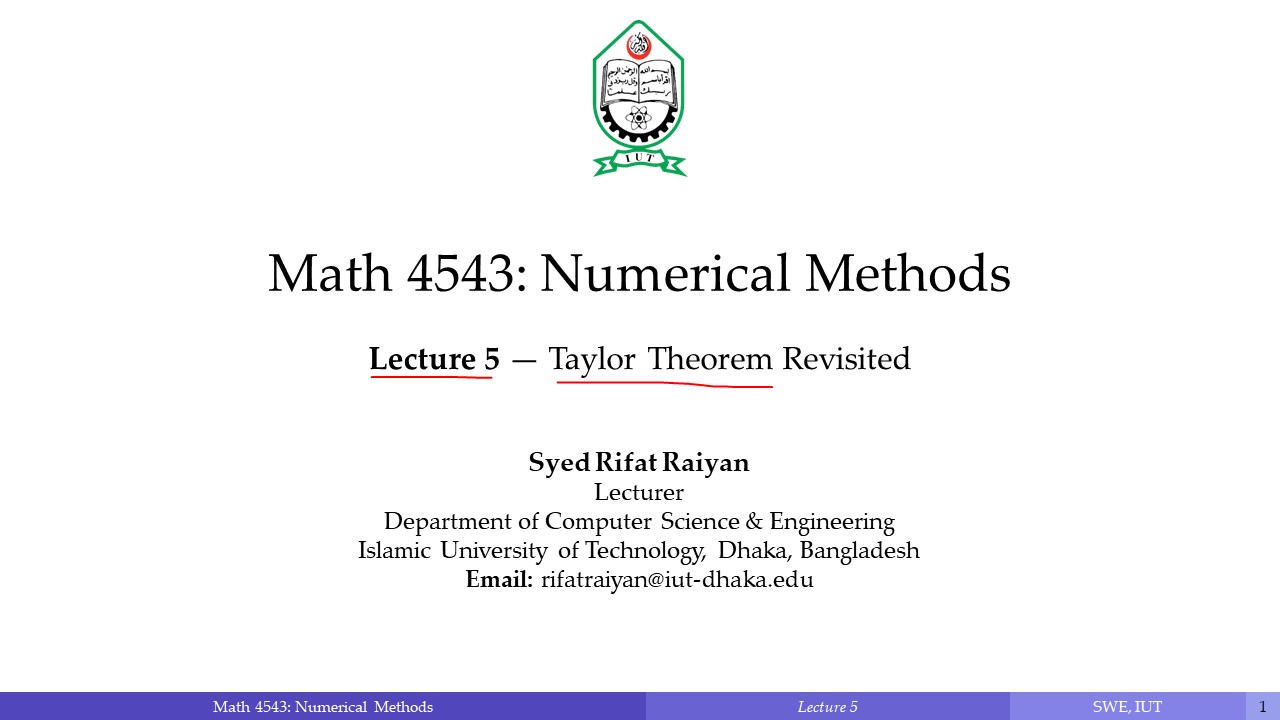 I U T
Math 4543: Numerical Methods
Lecture 5 — Taylor Theorem Revisited
Syed Rifat Raiyan
Lecturer
Department of Computer Science & Engineering
Islamic University of Technology, Dhaka, Bangladesh
Email: rifatraiyan@iut-dhaka.edu
Math 4543: Numerical Methods Lecture 5 SWE, IUT 1